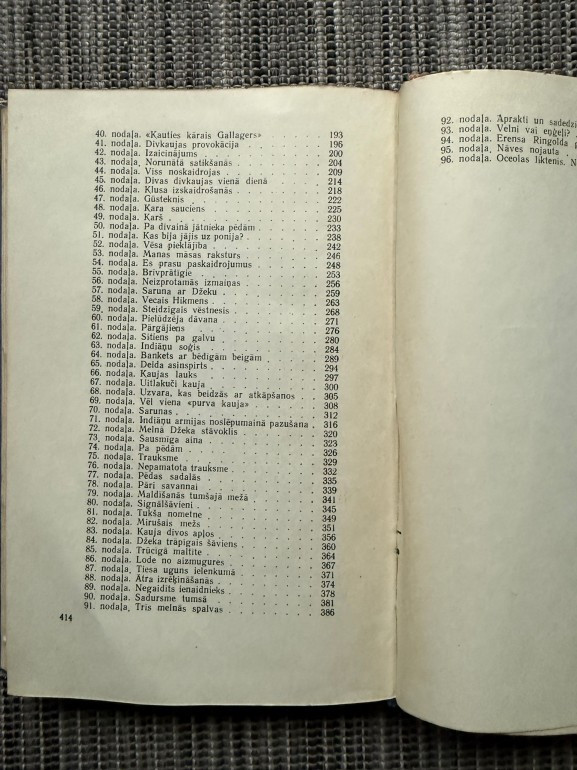 40. nodaļa. «Ķauties kārais Gallagers» . . . . 193
41. nodaļa. Divkaujas provokācija . . . . 196
42. nodaļa. Izaicinājums . . . . 200
43. nodaļa. Norunātā satikšanās . . . . 204
44. nodaļa. Viss noskaidrojas . . . . 209
45. nodaļa. Divas divkaujas vienā dienā . . . . 214
46. nodaļa. Klusa izskaidrošanās . . . . 218
47. nodaļa. Gūsteknis . . . . 222
48. nodaļa. Kara sauciens . . . . 225
49. nodaļa. Karš . . . . 230
50. nodaļa. Pa dīvainā jātnieka pēdām . . . . 233
51. nodaļa. Kas bija jājis uz ponija? . . . . 238
52. nodaļa. Vēsa pieklājība . . . . 242
53. nodaļa. Manas māsas raksturs . . . . 246
54. nodaļa. Es prasu paskaidrojumus . . . . 248
55. nodaļa. Brīvprātīgie . . . . 253
56. nodaļa. Neizprotamās izmaiņas . . . . 256
57. nodaļa. Saruna ar Džeku . . . . 259
58. nodaļa. Vecais Hikmens . . . . 263
59. nodaļa. Steidzīgais vēstnesis . . . . 268
60. nodaļa. Pielūdzēja dāvana . . . . 271
61. nodaļa. Pārgājiens . . . . 276
62. nodaļa. Sitiens pa galvu . . . . 280
63. nodaļa. Indiāņu soģis . . . . 284
64. nodaļa. Bankets ar bēdīgām beigām . . . . 289
65. nodaļa. Deida asinspirts . . . . 294
66. nodaļa. Kaujas lauks . . . . 297
67. nodaļa. Uitlakuči kauja . . . . 300
68. nodaļa. Uzvara, kas beidzās ar atkāpšanos . . . . 305
69. nodaļa. Vēl viena «purva kauja» . . . . 308
70. nodaļa. Sarunas . . . . 312
71. nodaļa. Indiāņu armijas noslēpumainā pazušana . 316
72. nodaļa. Melnā Džeka stāvoklis . . . . 320
73. nodaļa. Šausmīga aina . . . . 323
74. nodaļa. Pa pēdām . . . . 326
75. nodaļa. Trauksme . . . . 329
76. nodaļa. Nepamatota trauksme . . . . 332
77. nodaļa. Pēdas sadalās . . . . 335
78. nodaļa. Pāri savannai . . . . 339
79. nodaļa. Maldīšanās tumšajā mežā . . . . 341
80. nodaļa. Signālšāvieni . . . . 345
81. nodaļa. Tukša nometne . . . . 349
82. nodaļa. Mirušais mežs . . . . 351
83. nodaļa. Kauja divos apļos . . . . 356
84. nodaļa. Džeka trāpīgais šāviens . . . . 360
85. nodaļa. Trūcīgā maltīte . . . . 364
86. nodaļa. Lode no aizmugures . . . . 367
87. nodaļa. Tiesa uguns ielenkumā . . . . 371
88. nodaļa. Ātra izrēķināšanās . . . . 374
89. nodaļa. Negaidīts ienaidnieks . . . . 378
90. nodaļa. Sadursme tumsā . . . . 381
91. nodaļa. Trīs melnās spalvas . . . . 386
414
92. nodaļa. Aprakti un
93. nodaļa. Velni vai eņģeļi?
94. nodaļa. Erensa Ringolda
95. nodaļa. Nāves nojauta
96. nodaļa. Oceolas liktenis.